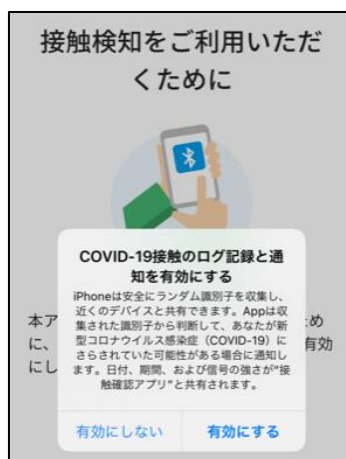 接触検知をご利用いただ
くために
COVID-19接触のログ記録と通
知を有効にする
iPhoneは安全にランダム識別子を収集し、
近くのデバイスと共有できます。Appは収
集された識別子から判断して、あなたが新
型コロナウイルス感染症（COVID-19）に
さらされていた可能性がある場合に通知し
ます。日付、期間、および信号の強さが"接
触確認アプリ"と共有されます。
本ア
め
に、
有効
にし
有効にしない
有効にする